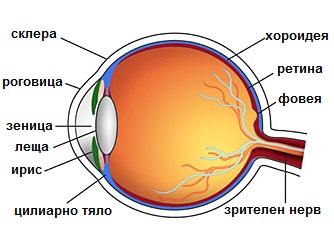 склера
роговица
зеница
леща
ирис
цилиарно тяло
хороидея
ретина
фовея
зрителен нерв